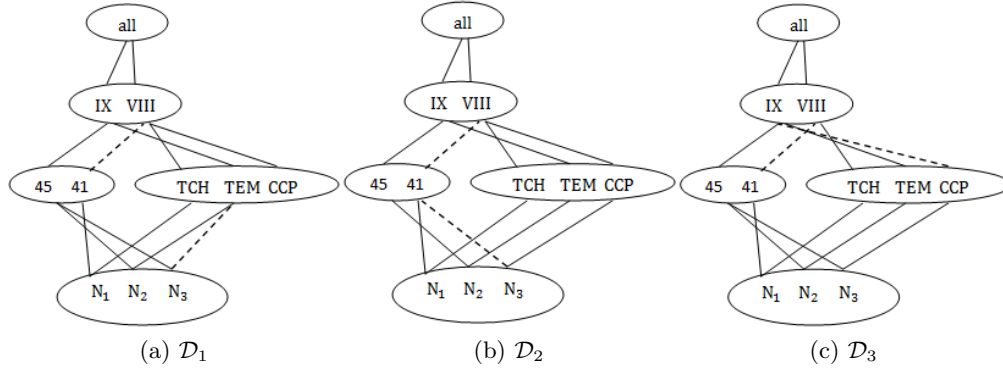 all all all
IX VIII IX VIII IX VIII
45 41 TCH TEM CCP 45 41 TCH TEM CCP 45 41 TCH TEM CCP
N₁ N₂ N₃ N₁ N₂ N₃ N₁ N₂ N₃
(a) 𝒟₁ (b) 𝒟₂ (c) 𝒟₃